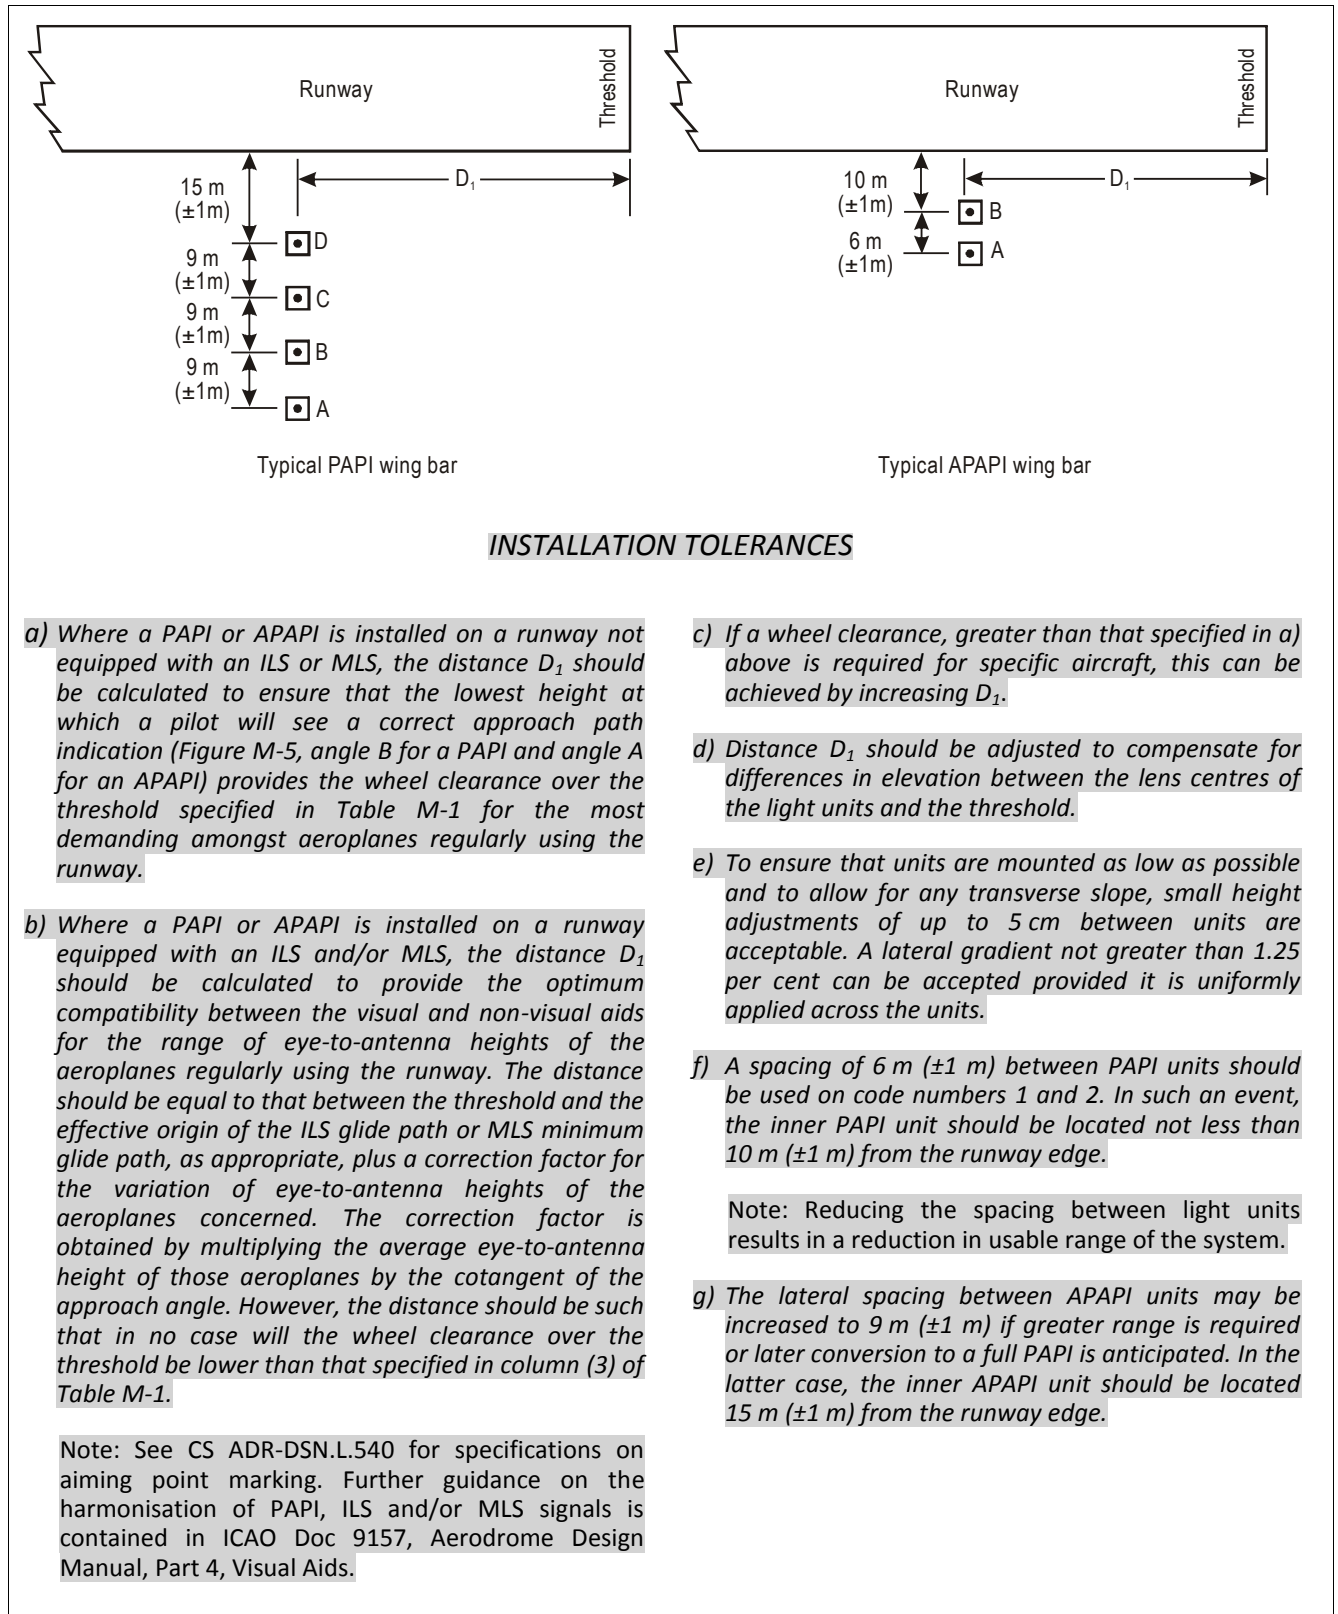 Runway
Threshold
15 m
(±1m)
D₁
D
9 m
(±1m)
C
9 m
(±1m)
B
9 m
(±1m)
A
Typical PAPI wing bar
Runway
Threshold
10 m
(±1m)
D₁
B
6 m
(±1m)
A
Typical APAPI wing bar
INSTALLATION TOLERANCES
a) Where a PAPI or APAPI is installed on a runway not
equipped with an ILS or MLS, the distance D₁ should
be calculated to ensure that the lowest height at
which a pilot will see a correct approach path
indication (Figure M-5, angle B for a PAPI and angle A
for an APAPI) provides the wheel clearance over the
threshold specified in Table M-1 for the most
demanding amongst aeroplanes regularly using the
runway.
b) Where a PAPI or APAPI is installed on a runway
equipped with an ILS and/or MLS, the distance D₁
should be calculated to provide the optimum
compatibility between the visual and non-visual aids
for the range of eye-to-antenna heights of the
aeroplanes regularly using the runway. The distance
should be equal to that between the threshold and the
effective origin of the ILS glide path or MLS minimum
glide path, as appropriate, plus a correction factor for
the variation of eye-to-antenna heights of the
aeroplanes concerned. The correction factor is
obtained by multiplying the average eye-to-antenna
height of those aeroplanes by the cotangent of the
approach angle. However, the distance should be such
that in no case will the wheel clearance over the
threshold be lower than that specified in column (3) of
Table M-1.
Note: See CS ADR-DSN.L.540 for specifications on
aiming point marking. Further guidance on the
harmonisation of PAPI, ILS and/or MLS signals is
contained in ICAO Doc 9157, Aerodrome Design
Manual, Part 4, Visual Aids.
c) If a wheel clearance, greater than that specified in a)
above is required for specific aircraft, this can be
achieved by increasing D₁.
d) Distance D₁ should be adjusted to compensate for
differences in elevation between the lens centres of
the light units and the threshold.
e) To ensure that units are mounted as low as possible
and to allow for any transverse slope, small height
adjustments of up to 5 cm between units are
acceptable. A lateral gradient not greater than 1.25
per cent can be accepted provided it is uniformly
applied across the units.
f) A spacing of 6 m (±1 m) between PAPI units should
be used on code numbers 1 and 2. In such an event,
the inner PAPI unit should be located not less than
10 m (±1 m) from the runway edge.
Note: Reducing the spacing between light units
results in a reduction in usable range of the system.
g) The lateral spacing between APAPI units may be
increased to 9 m (±1 m) if greater range is required
or later conversion to a full PAPI is anticipated. In the
latter case, the inner APAPI unit should be located
15 m (±1 m) from the runway edge.